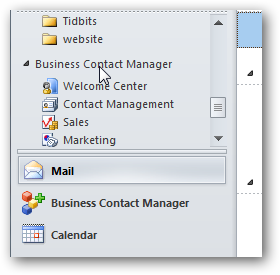 Tidbits
website
Business Contact Manager
Welcome Center
Contact Management
Sales
Marketing
Mail
Business Contact Manager
Calendar